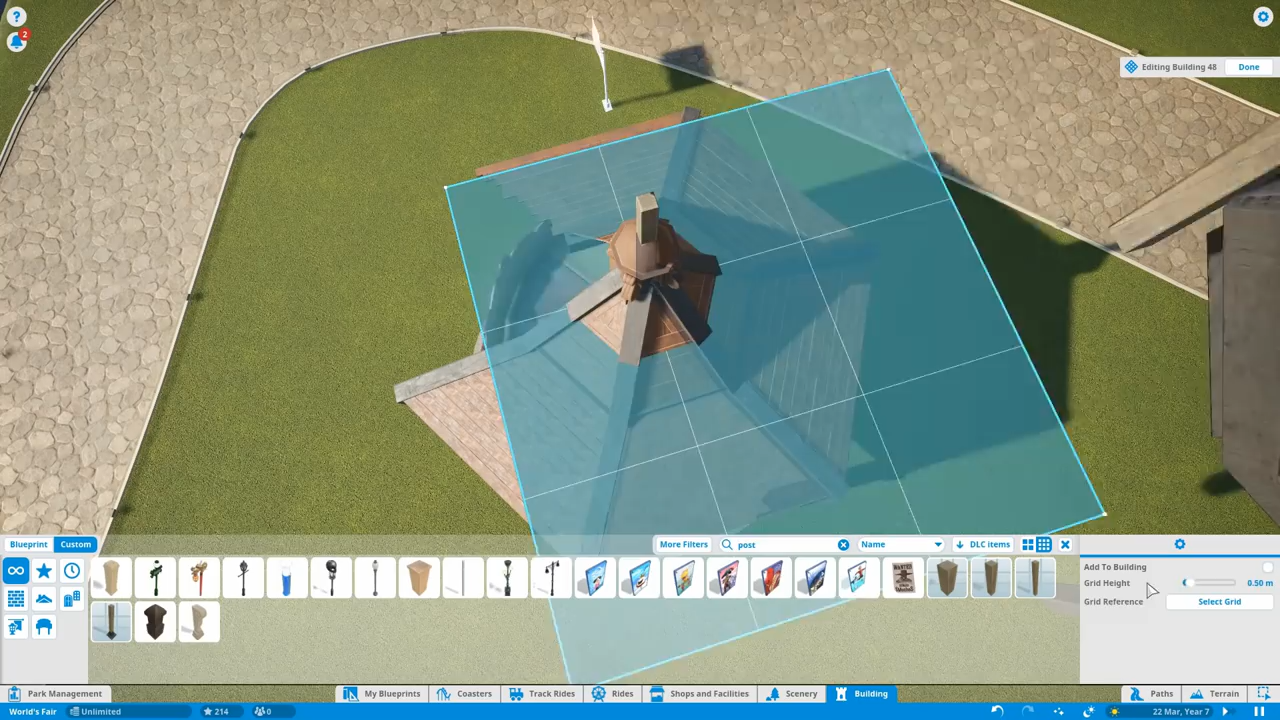 2
Editing Building 48
Done
Blueprint
Custom
More Filters
post
Name
DLC items
Add To Building
Grid Height
0.50 m
Grid Reference
Select Grid
WANTED
Park Management
My Blueprints
Coasters
Track Rides
Rides
Shops and Facilities
Scenery
Building
Paths
Terrain
World's Fair
Unlimited
214
0
22 Mar, Year 7